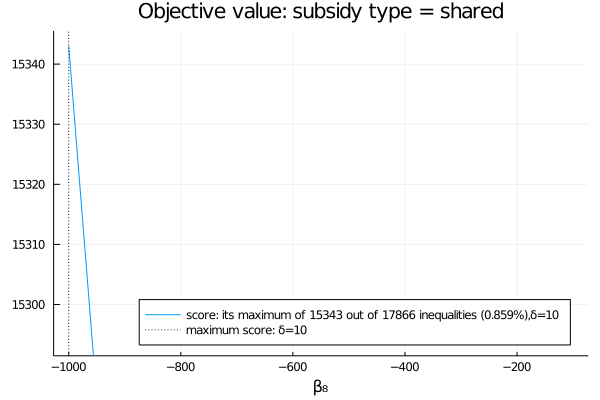 Objective value: subsidy type = shared
15340
15330
15320
15310
15300
score: its maximum of 15343 out of 17866 inequalities (0.859%),δ=10
maximum score: δ=10
−1000 −800 −600 −400 −200
β₈